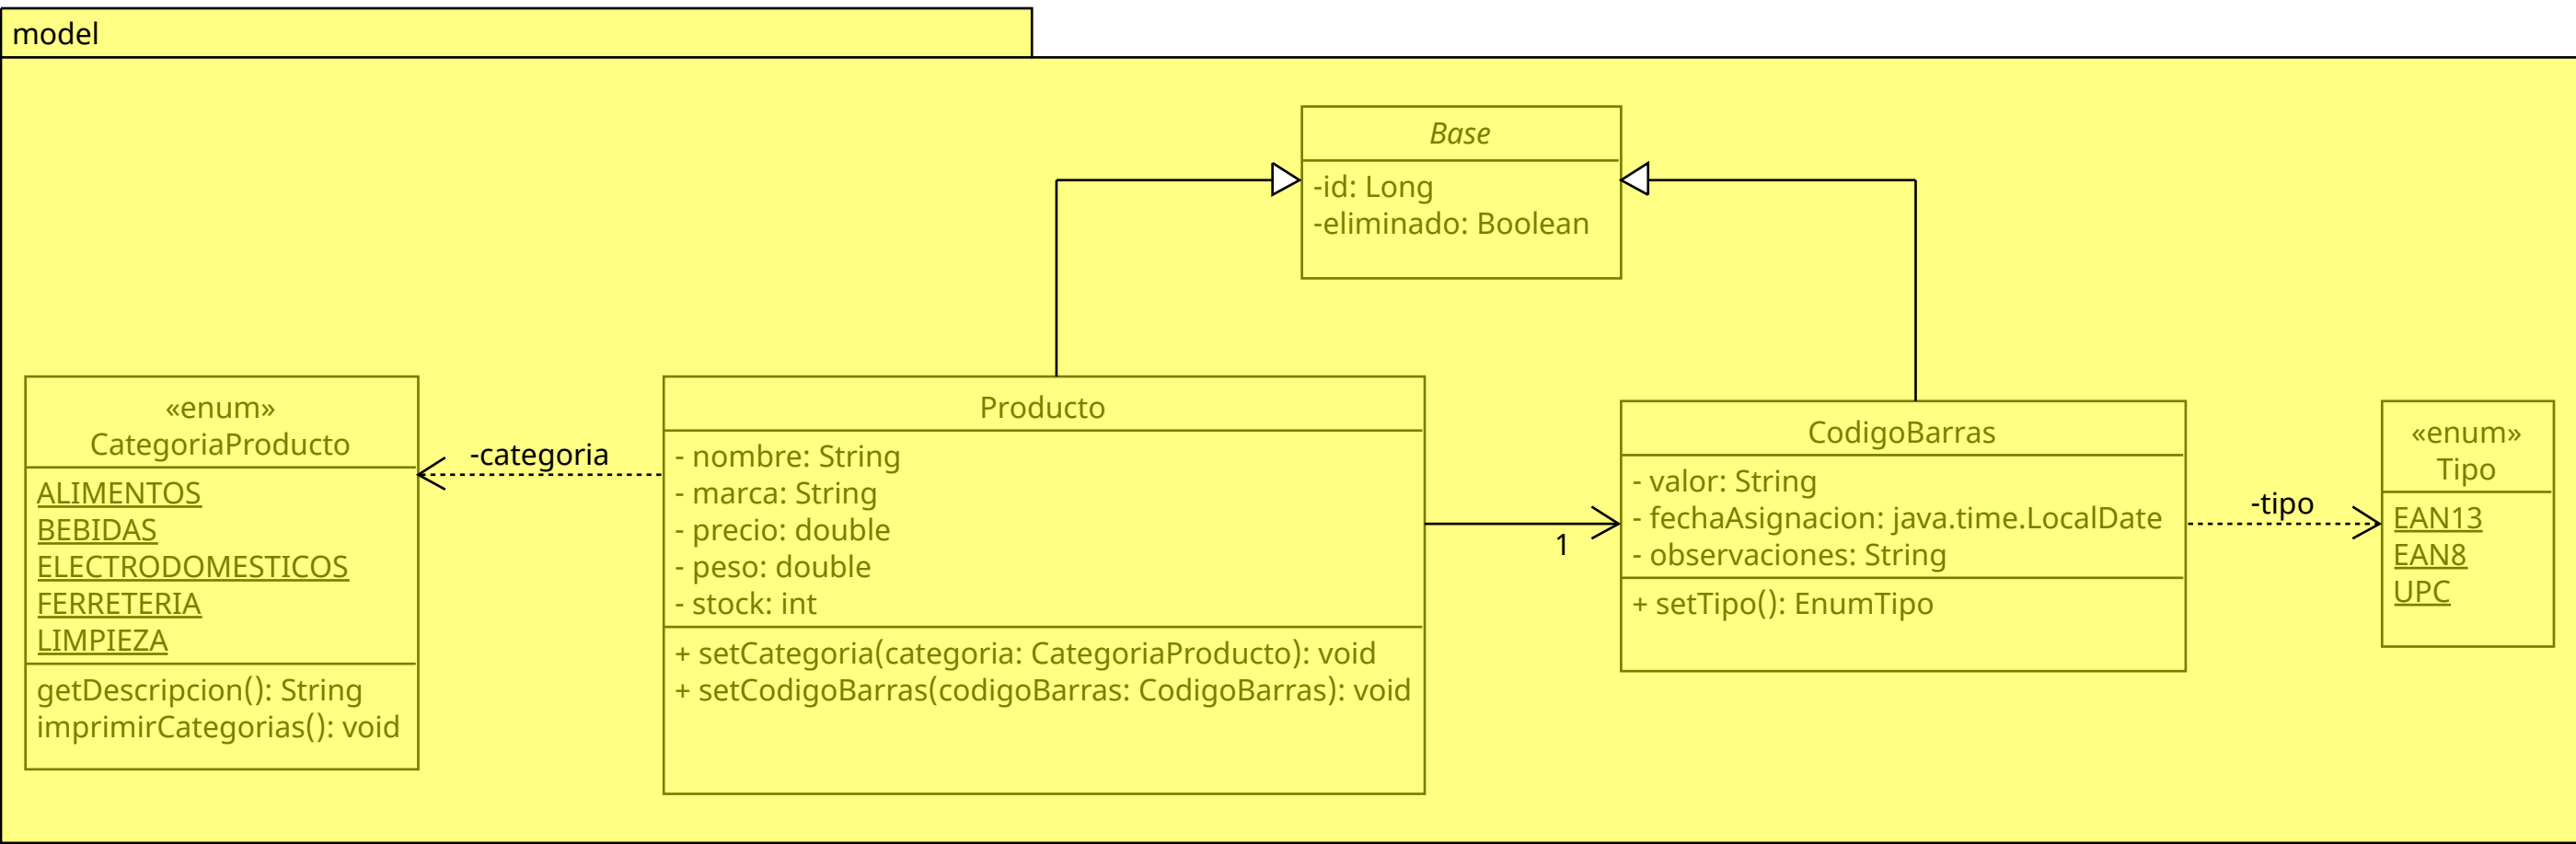 model
Base
-id: Long
-eliminado: Boolean
«enum»
CategoriaProducto
ALIMENTOS
BEBIDAS
ELECTRODOMESTICOS
FERRETERIA
LIMPIEZA
getDescripcion(): String
imprimirCategorias(): void
-categoria
Producto
- nombre: String
- marca: String
- precio: double
- peso: double
- stock: int
+ setCategoria(categoria: CategoriaProducto): void
+ setCodigoBarras(codigoBarras: CodigoBarras): void
1
CodigoBarras
- valor: String
- fechaAsignacion: java.time.LocalDate
- observaciones: String
+ setTipo(): EnumTipo
-tipo
«enum»
Tipo
EAN13
EAN8
UPC